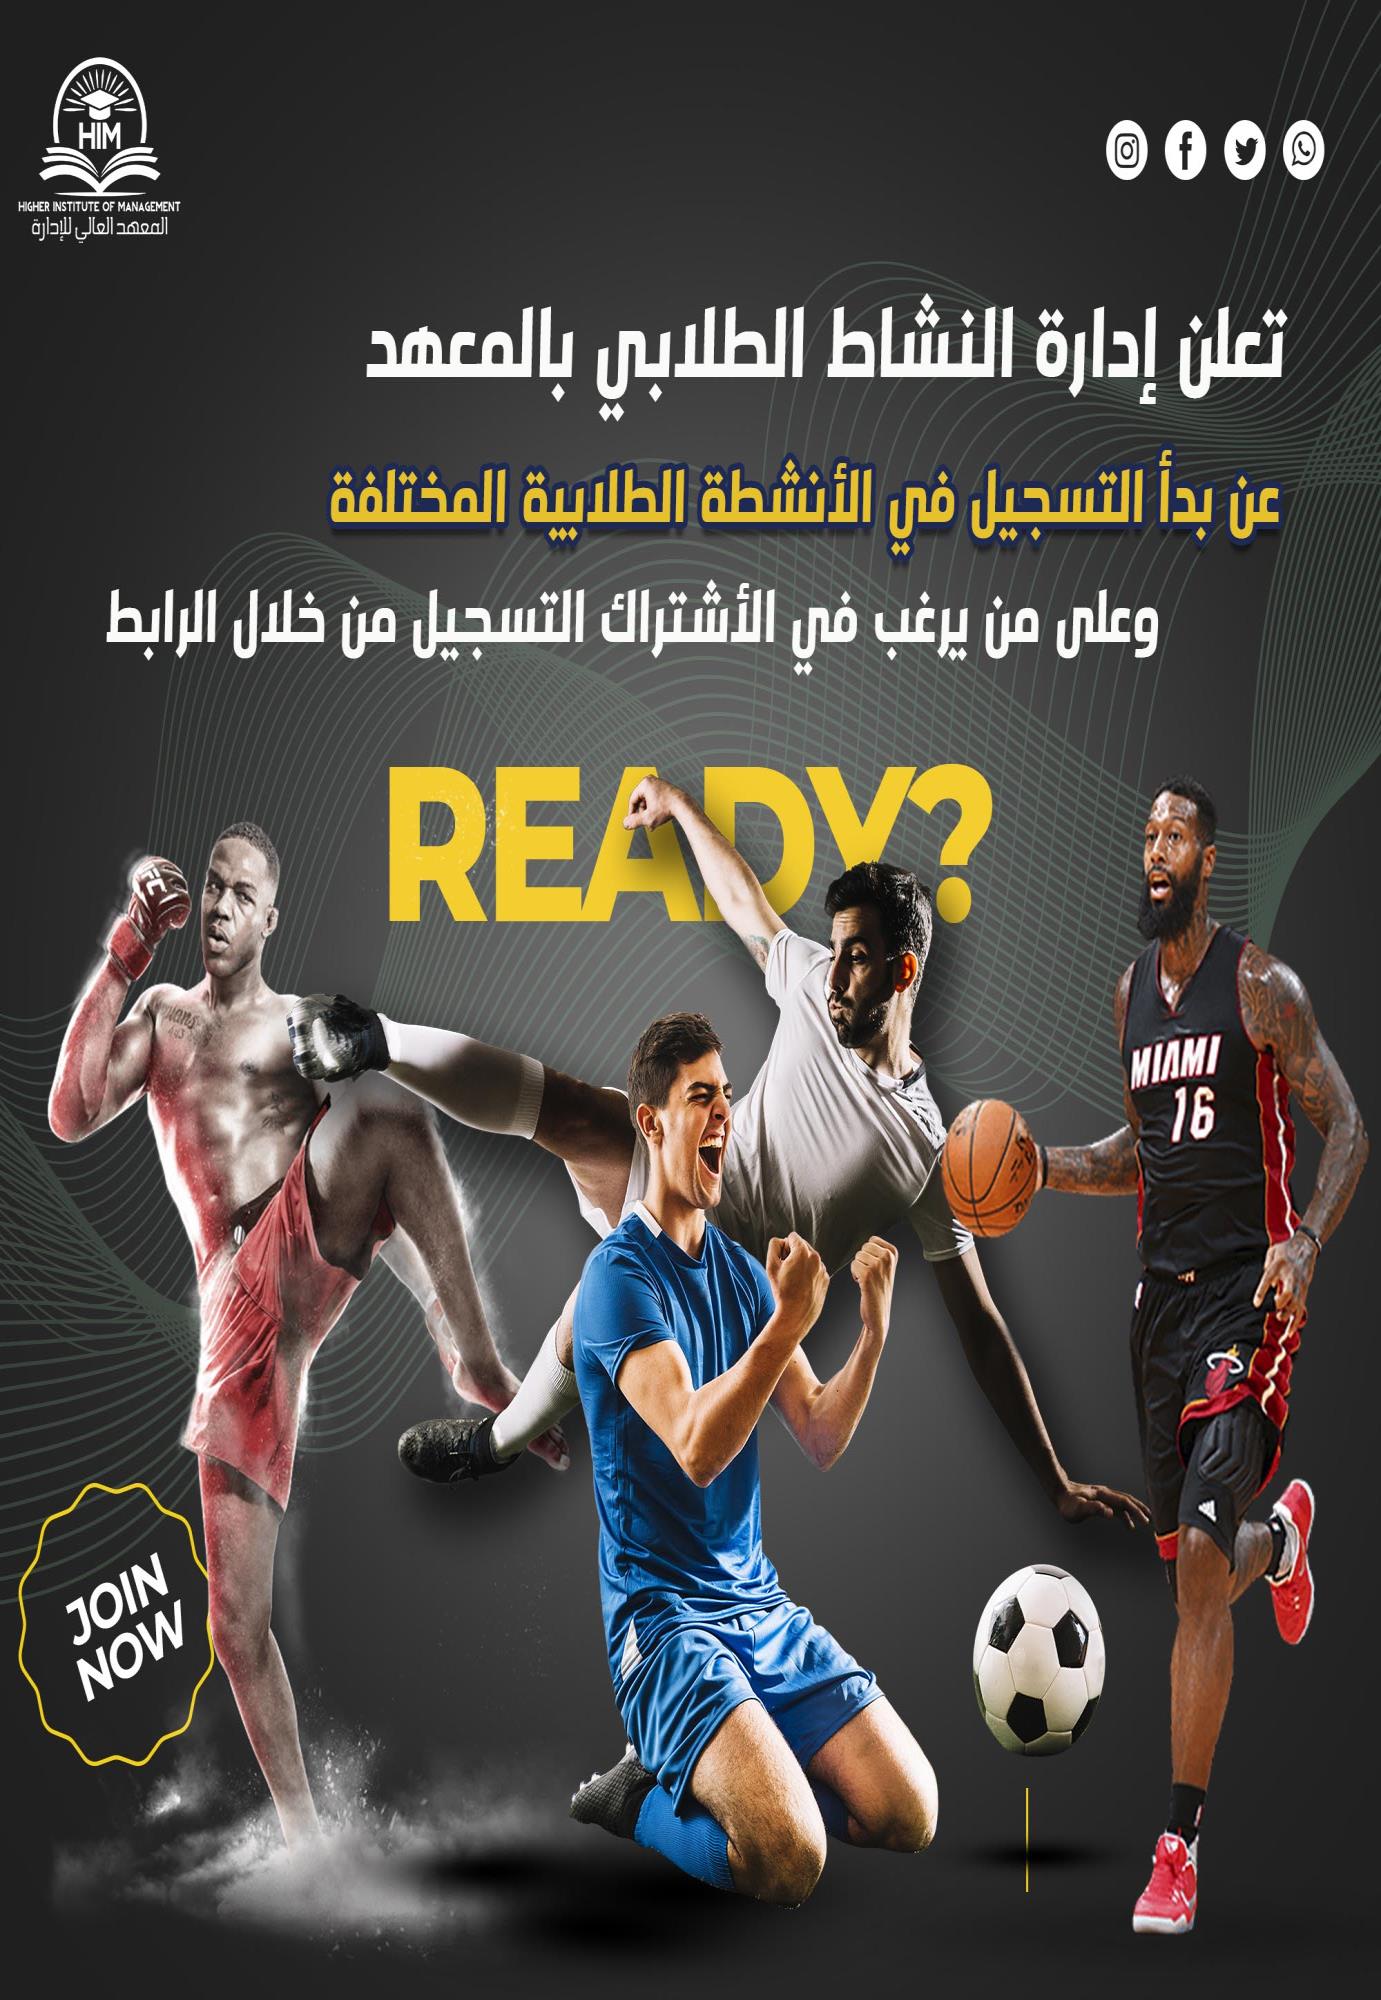 HIM
HIGHER INSTITUTE OF MANAGEMENT
المعهد العالي للإدارة
تعلن إدارة النشاط الطلابي بالمعهد
عن بدأ التسجيل في الأنشطة الطلابية المختلفة
وعلى من يرغب في الأشتراك التسجيل من خلال الرابط
READY?
MIAMI
16
JOIN
NOW